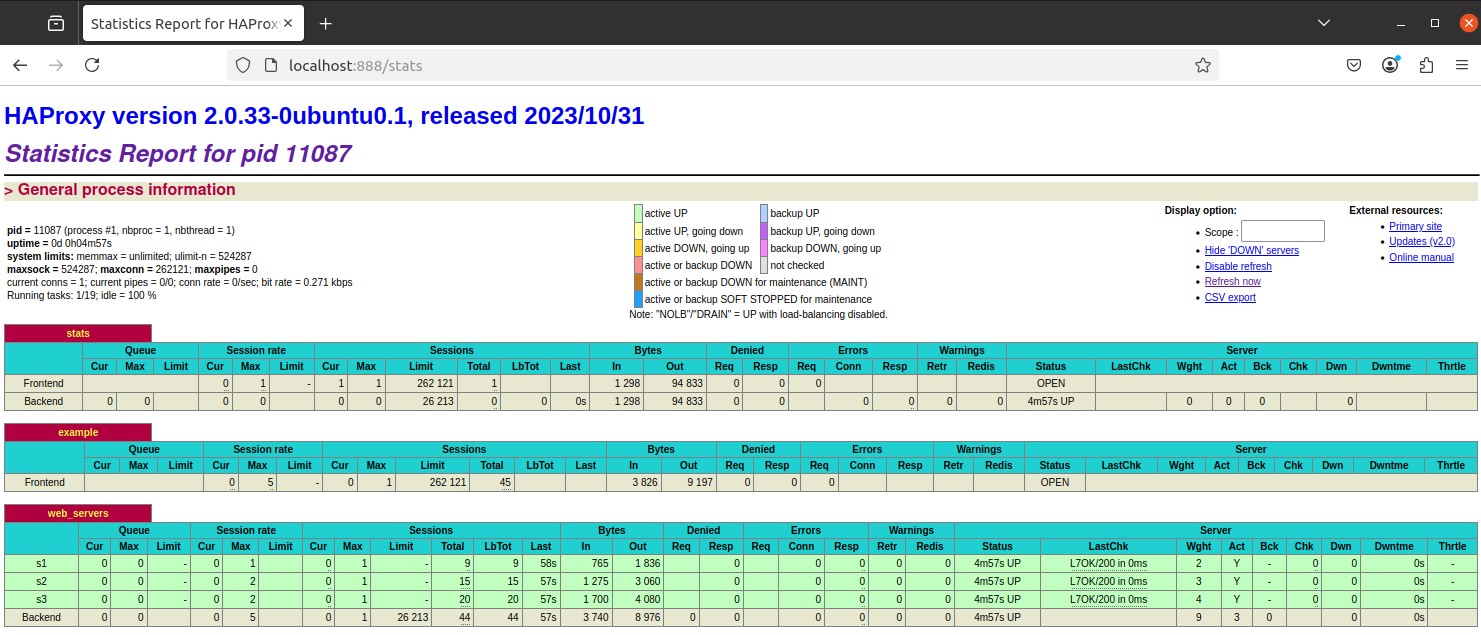 Statistics Report for HAProx
localhost:888/stats
HAProxy version 2.0.33-0ubuntu0.1, released 2023/10/31
Statistics Report for pid 11087
> General process information
pid = 11087 (process #1, nbproc = 1, nbthread = 1)
uptime = 0d 0h04m57s
system limits: memmax = unlimited; ulimit-n = 524287
maxsock = 524287; maxconn = 262121; maxpipes = 0
current conns = 1; current pipes = 0/0; conn rate = 0/sec; bit rate = 0.271 kbps
Running tasks: 1/19; idle = 100 %
active UP backup UP
active UP, going down backup UP, going down
active DOWN, going up backup DOWN, going up
active or backup DOWN not checked
active or backup DOWN for maintenance (MAINT)
active or backup SOFT STOPPED for maintenance
Note: "NOLB"/"DRAIN" = UP with load-balancing disabled.
Display option:
• Scope :
• Hide 'DOWN' servers
• Disable refresh
• Refresh now
• CSV export
External resources:
• Primary site
• Updates (v2.0)
• Online manual
stats
Queue Session rate Sessions Bytes Denied Errors Warnings Server
Cur Max Limit Cur Max Limit Cur Max Limit Total LbTot Last In Out Req Resp Req Conn Resp Retr Redis Status LastChk Wght Act Bck Chk Dwn Dwntme Thrtle
Frontend 0 1 - 1 1 262 121 1 1 298 94 833 0 0 0 OPEN
Backend 0 0 0 0 0 0 26 213 0 0 0s 1 298 94 833 0 0 0 0 0 0 4m57s UP 0 0 0 0
example
Queue Session rate Sessions Bytes Denied Errors Warnings Server
Cur Max Limit Cur Max Limit Cur Max Limit Total LbTot Last In Out Req Resp Req Conn Resp Retr Redis Status LastChk Wght Act Bck Chk Dwn Dwntme Thrtle
Frontend 0 5 - 0 1 262 121 45 3 826 9 197 0 0 0 OPEN
web_servers
Queue Session rate Sessions Bytes Denied Errors Warnings Server
Cur Max Limit Cur Max Limit Cur Max Limit Total LbTot Last In Out Req Resp Req Conn Resp Retr Redis Status LastChk Wght Act Bck Chk Dwn Dwntme Thrtle
s1 0 0 - 0 1 0 1 - 9 9 58s 765 1 836 0 0 0 0 0 4m57s UP L7OK/200 in 0ms 2 Y - 0 0 0s -
s2 0 0 - 0 2 0 1 - 15 15 57s 1 275 3 060 0 0 0 0 0 4m57s UP L7OK/200 in 0ms 3 Y - 0 0 0s -
s3 0 0 - 0 2 0 1 - 20 20 57s 1 700 4 080 0 0 0 0 0 4m57s UP L7OK/200 in 0ms 4 Y - 0 0 0s -
Backend 0 0 0 5 0 1 26 213 44 44 57s 3 740 8 976 0 0 0 0 0 0 4m57s UP 9 3 0 0 0s